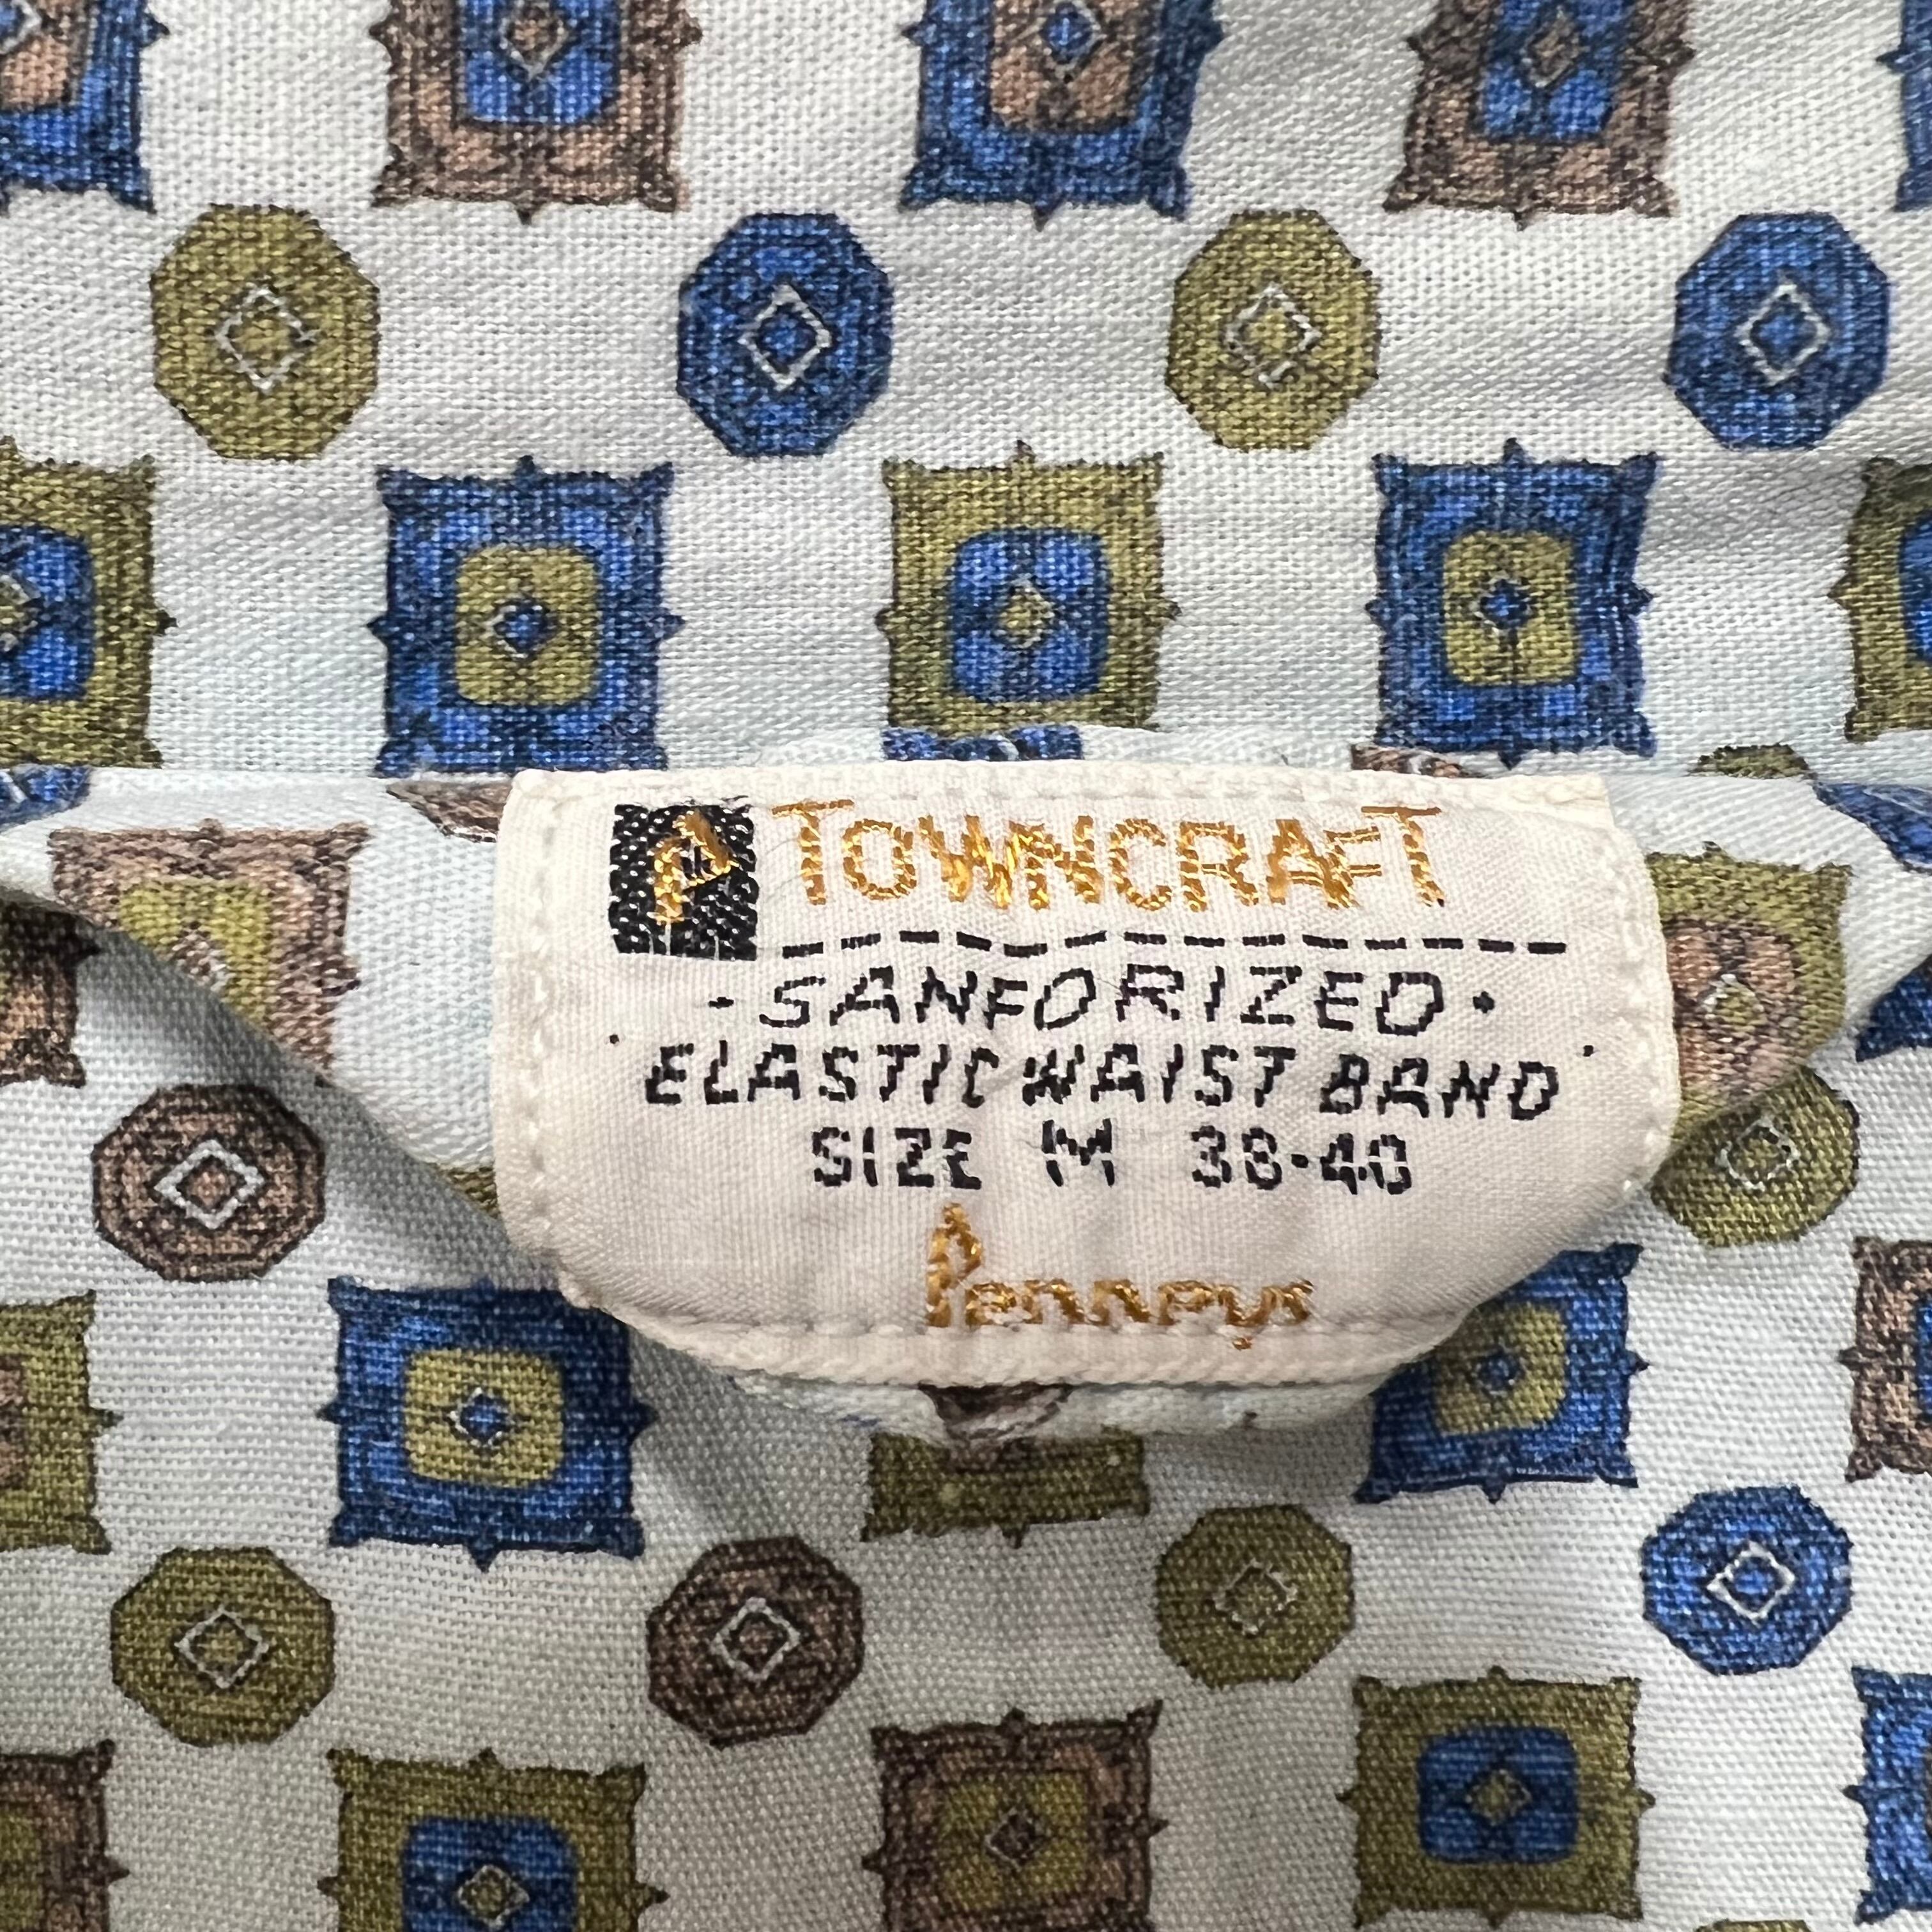 P TOWNCRAFT
· SANFORIZED ·
ELASTIC WAIST BAND
SIZE M 38-40
Penneys